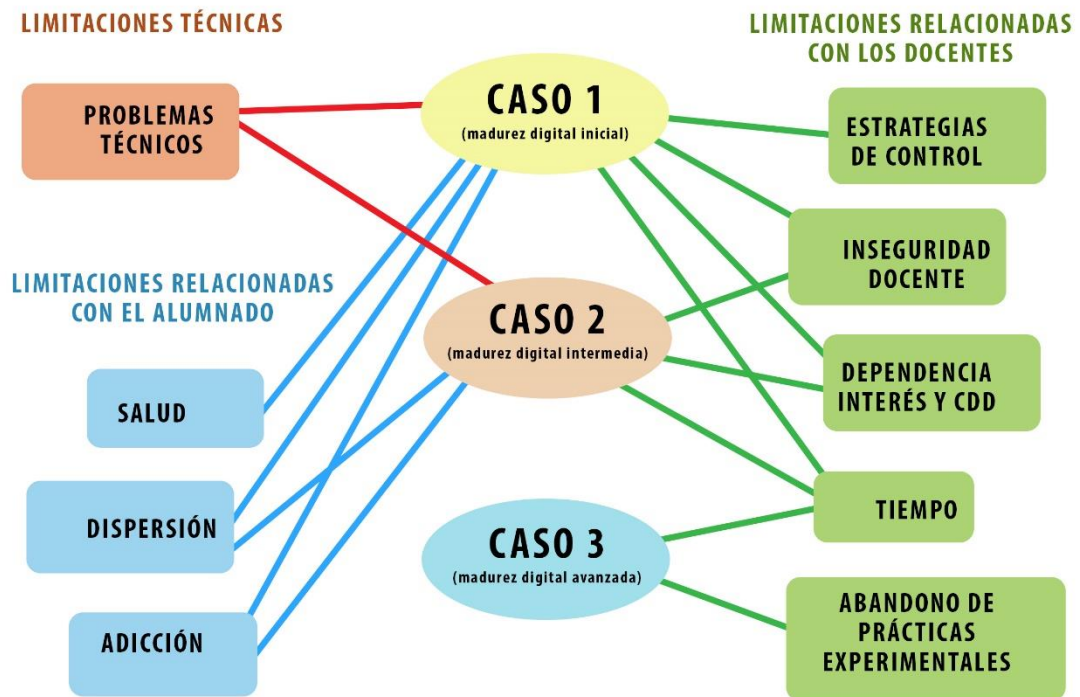 LIMITACIONES TÉCNICAS
PROBLEMAS
TÉCNICOS
LIMITACIONES RELACIONADAS
CON EL ALUMNADO
SALUD
DISPERSIÓN
ADICCIÓN
CASO 1
(madurez digital inicial)
CASO 2
(madurez digital intermedia)
CASO 3
(madurez digital avanzada)
LIMITACIONES RELACIONADAS
CON LOS DOCENTES
ESTRATEGIAS
DE CONTROL
INSEGURIDAD
DOCENTE
DEPENDENCIA
INTERÉS Y CDD
TIEMPO
ABANDONO DE
PRÁCTICAS
EXPERIMENTALES